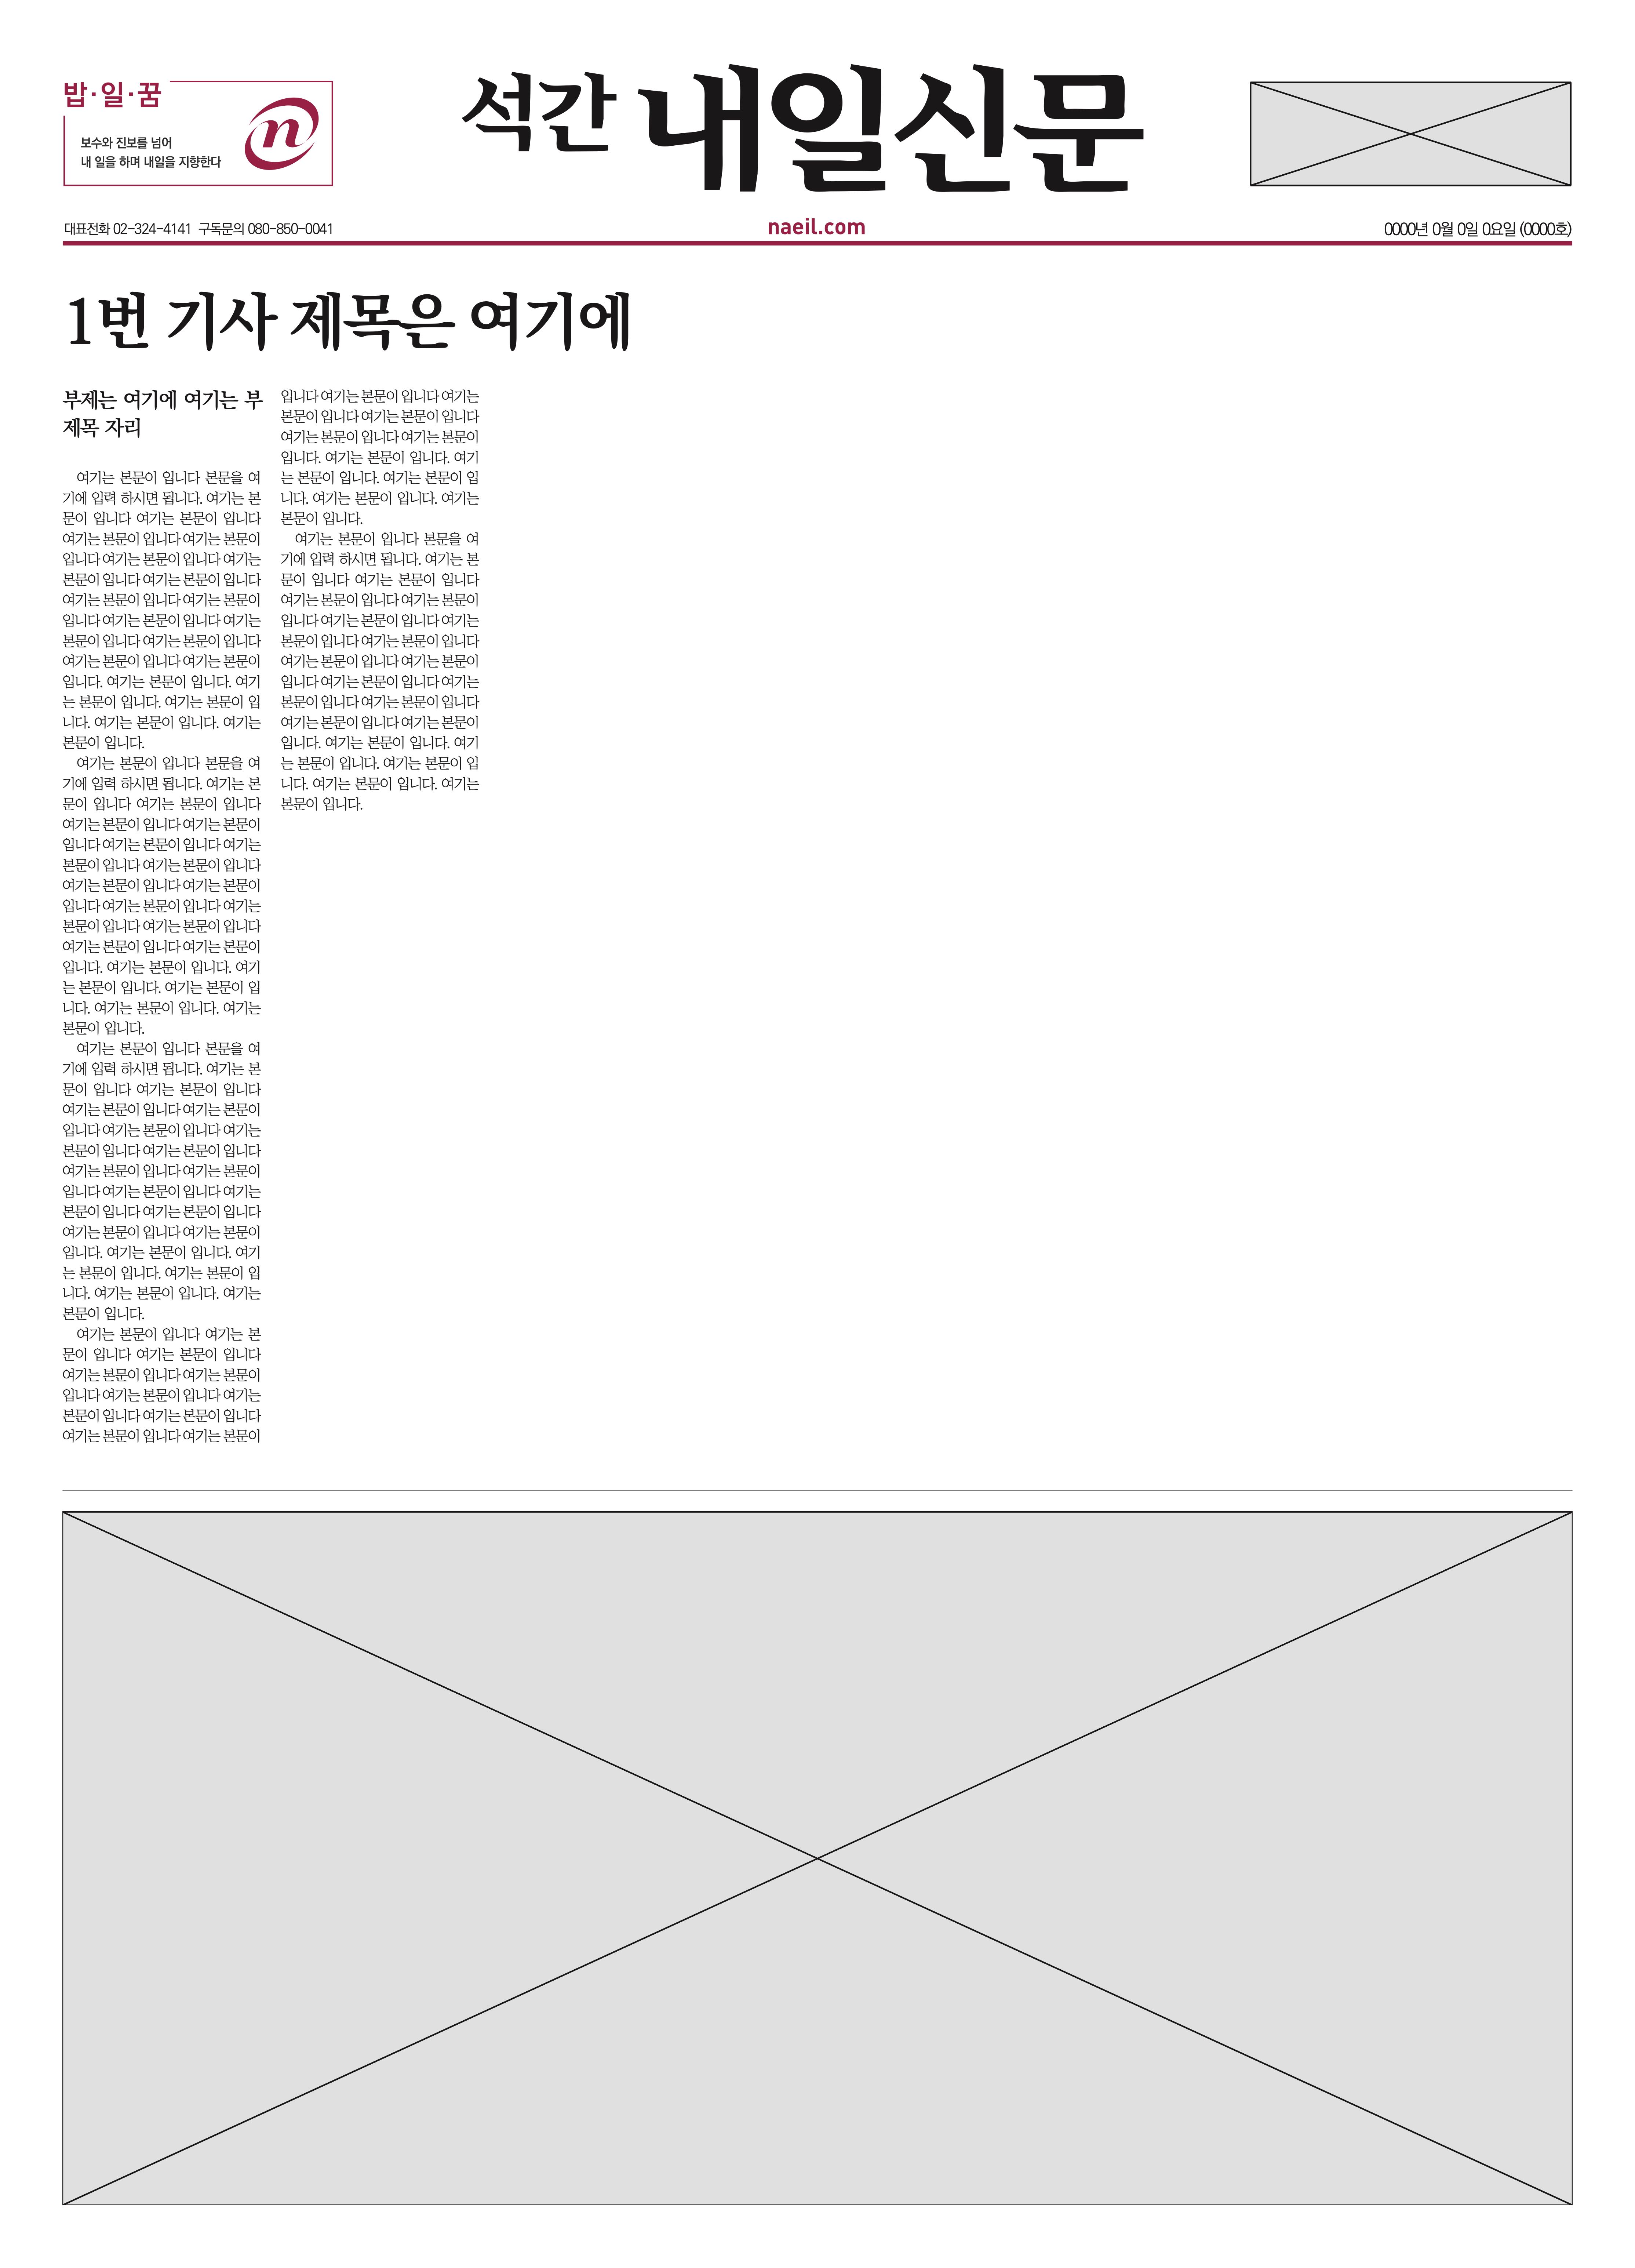 밥·일·꿈
보수와 진보를 넘어
내 일을 하며 내일을 지향한다
n
석간 내일신문
대표전화 02-324-4141 구독문의 080-850-0041
naeil.com
0000년 0월 0일 0요일 (0000호)
1번 기사 제목은 여기에
부제는 여기에 여기는 부
제목 자리
여기는 본문이 입니다 본문을 여
기에 입력 하시면 됩니다. 여기는 본
문이 입니다 여기는 본문이 입니다
여기는 본문이 입니다 여기는 본문이
입니다 여기는 본문이 입니다 여기는
본문이 입니다 여기는 본문이 입니다
여기는 본문이 입니다 여기는 본문이
입니다 여기는 본문이 입니다 여기는
본문이 입니다 여기는 본문이 입니다
여기는 본문이 입니다 여기는 본문이
입니다. 여기는 본문이 입니다. 여기
는 본문이 입니다. 여기는 본문이 입
니다. 여기는 본문이 입니다. 여기는
본문이 입니다.
여기는 본문이 입니다 본문을 여
기에 입력 하시면 됩니다. 여기는 본
문이 입니다 여기는 본문이 입니다
여기는 본문이 입니다 여기는 본문이
입니다 여기는 본문이 입니다 여기는
본문이 입니다 여기는 본문이 입니다
여기는 본문이 입니다 여기는 본문이
입니다 여기는 본문이 입니다 여기는
본문이 입니다 여기는 본문이 입니다
여기는 본문이 입니다 여기는 본문이
입니다. 여기는 본문이 입니다. 여기
는 본문이 입니다. 여기는 본문이 입
니다. 여기는 본문이 입니다. 여기는
본문이 입니다.
여기는 본문이 입니다 본문을 여
기에 입력 하시면 됩니다. 여기는 본
문이 입니다 여기는 본문이 입니다
여기는 본문이 입니다 여기는 본문이
입니다 여기는 본문이 입니다 여기는
본문이 입니다 여기는 본문이 입니다
여기는 본문이 입니다 여기는 본문이
입니다 여기는 본문이 입니다 여기는
본문이 입니다 여기는 본문이 입니다
여기는 본문이 입니다 여기는 본문이
입니다. 여기는 본문이 입니다. 여기
는 본문이 입니다. 여기는 본문이 입
니다. 여기는 본문이 입니다. 여기는
본문이 입니다.
여기는 본문이 입니다 여기는 본
문이 입니다 여기는 본문이 입니다
여기는 본문이 입니다 여기는 본문이
입니다 여기는 본문이 입니다 여기는
본문이 입니다 여기는 본문이 입니다
여기는 본문이 입니다 여기는 본문이
입니다 여기는 본문이 입니다 여기는
본문이 입니다 여기는 본문이 입니다
여기는 본문이 입니다 여기는 본문이
입니다. 여기는 본문이 입니다. 여기
는 본문이 입니다. 여기는 본문이 입
니다. 여기는 본문이 입니다. 여기는
본문이 입니다.
여기는 본문이 입니다 본문을 여
기에 입력 하시면 됩니다. 여기는 본
문이 입니다 여기는 본문이 입니다
여기는 본문이 입니다 여기는 본문이
입니다 여기는 본문이 입니다 여기는
본문이 입니다 여기는 본문이 입니다
여기는 본문이 입니다 여기는 본문이
입니다 여기는 본문이 입니다 여기는
본문이 입니다 여기는 본문이 입니다
여기는 본문이 입니다 여기는 본문이
입니다. 여기는 본문이 입니다. 여기
는 본문이 입니다. 여기는 본문이 입
니다. 여기는 본문이 입니다. 여기는
본문이 입니다.